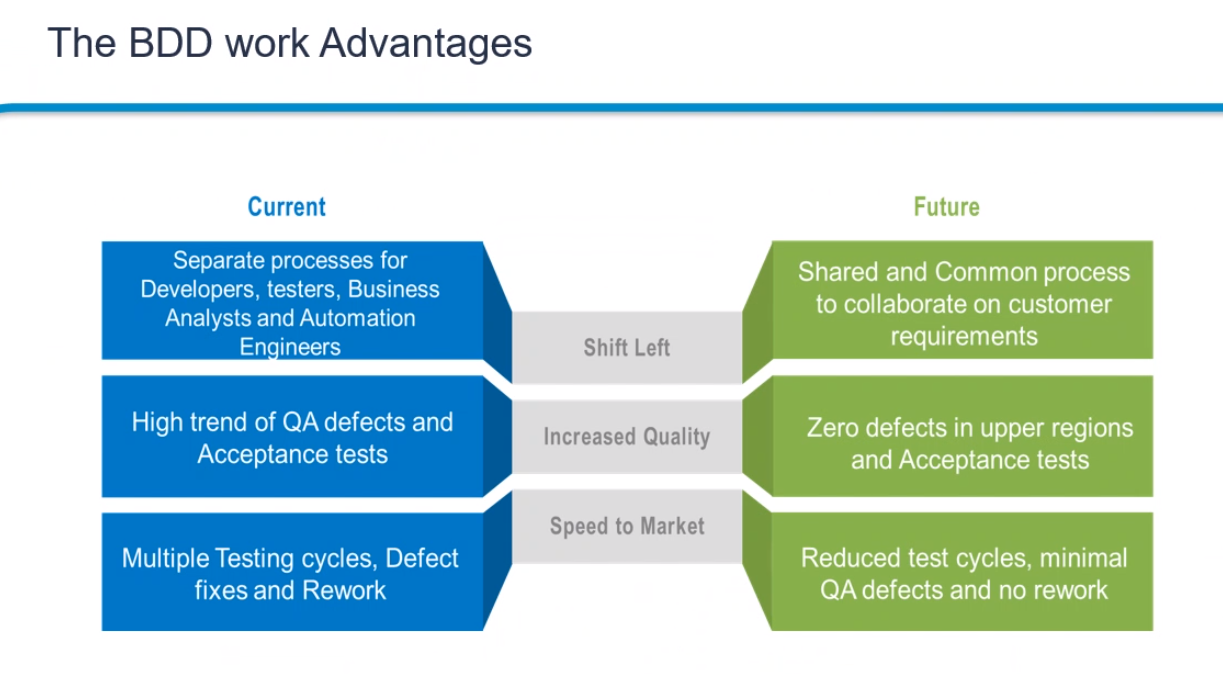 The BDD work Advantages
Current
Future
Separate processes for
Developers, testers, Business
Analysts and Automation
Engineers
Shift Left
Shared and Common process
to collaborate on customer
requirements
High trend of QA defects and
Acceptance tests
Increased Quality
Zero defects in upper regions
and Acceptance tests
Multiple Testing cycles, Defect
fixes and Rework
Speed to Market
Reduced test cycles, minimal
QA defects and no rework